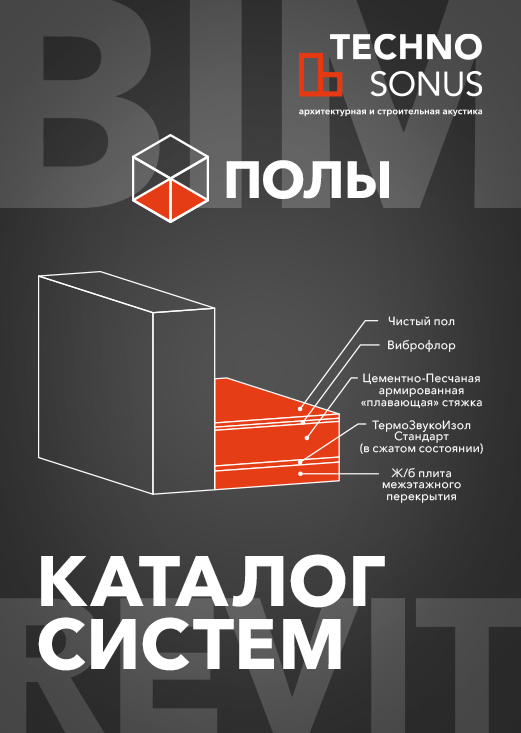 BIM
TECHNO
SONUS
архитектурная и строительная акустика
ПОЛЫ
Чистый пол
Виброфлор
Цементно-Песчаная
армированная
«плавающая» стяжка
ТермоЗвукоИзол
Стандарт
(в сжатом состоянии)
Ж/б плита
межэтажного
перекрытия
КАТАЛОГ
СИСТЕМ
REVIT